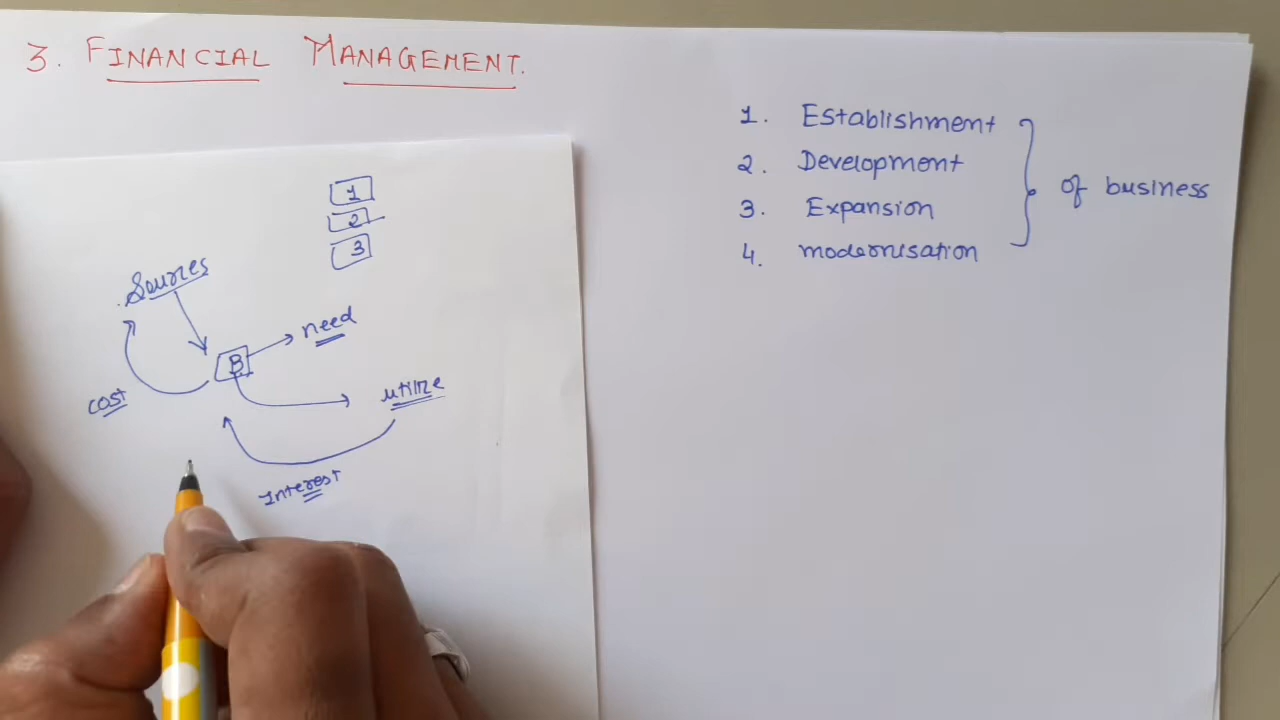 3. FINANCIAL MANAGEMENT.
1
2
3
Sources
B
need
cost
utilize
Interest
1. Establishment
2. Development
3. Expansion
4. modernisation
of business